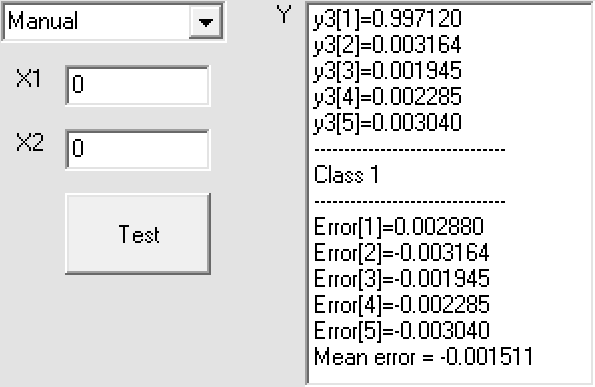 Manual
X1
0
X2
0
Test
Y
y3[1]=0.997120
y3[2]=0.003164
y3[3]=0.001945
y3[4]=0.002285
y3[5]=0.003040
-------------------------------
Class 1
-------------------------------
Error[1]=0.002880
Error[2]=-0.003164
Error[3]=-0.001945
Error[4]=-0.002285
Error[5]=-0.003040
Mean error = -0.001511